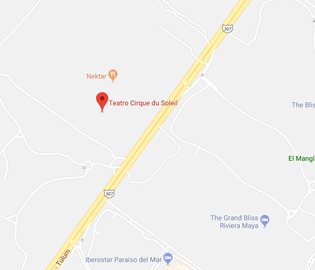 307
Nektar
Teatro Cirque du Soleil
The Blis
El Mangl
307
The Grand Bliss
Riviera Maya
Tulum
Iberostar Paraíso del Mar